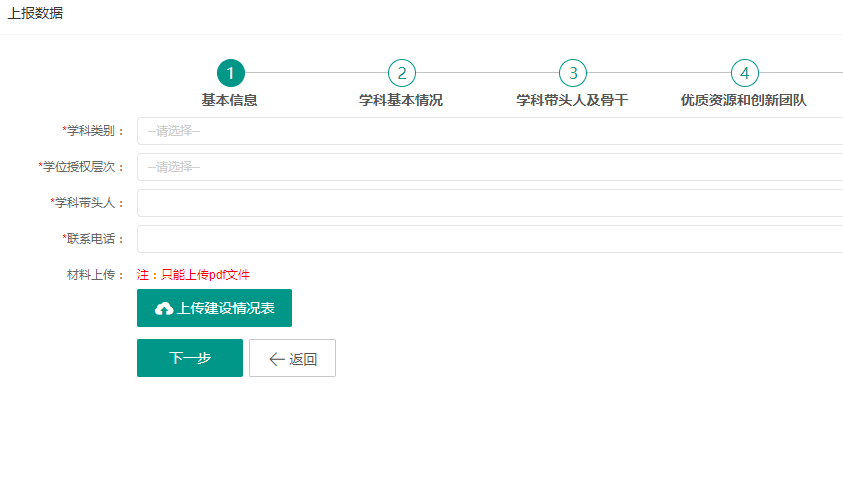 上报数据
1 2 3 4
基本信息 学科基本情况 学科带头人及骨干 优质资源和创新团队
*学科类别： --请选择--
*学位授权层次： --请选择--
*学科带头人：
*联系电话：
材料上传： 注：只能上传pdf文件
上传建设情况表
下一步 返回